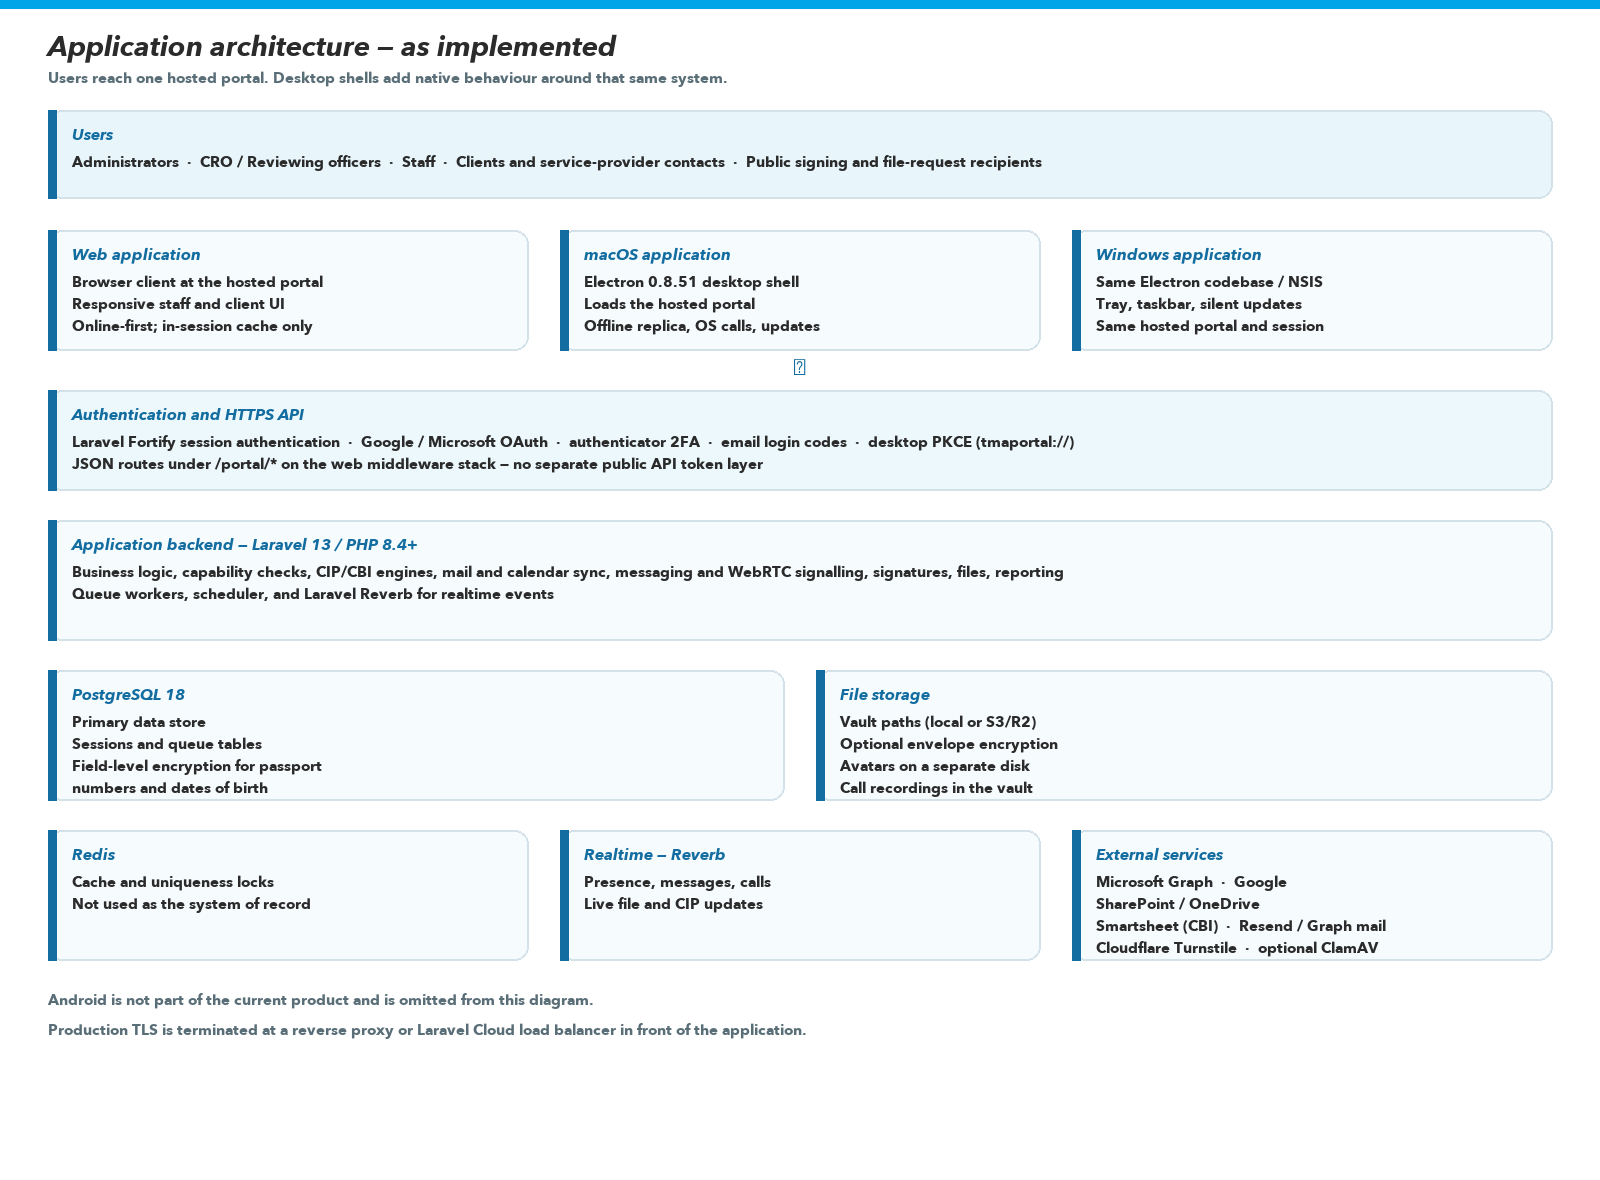 Application architecture – as implemented
Users reach one hosted portal. Desktop shells add native behaviour around that same system.
Users
Administrators · CRO / Reviewing officers · Staff · Clients and service-provider contacts · Public signing and file-request recipients
Web application
Browser client at the hosted portal
Responsive staff and client UI
Online-first; in-session cache only
macOS application
Electron 0.8.51 desktop shell
Loads the hosted portal
Offline replica, OS calls, updates
Windows application
Same Electron codebase / NSIS
Tray, taskbar, silent updates
Same hosted portal and session
Authentication and HTTPS API
Laravel Fortify session authentication · Google / Microsoft OAuth · authenticator 2FA · email login codes · desktop PKCE (tmaportal://)
JSON routes under /portal/* on the web middleware stack – no separate public API token layer
Application backend – Laravel 13 / PHP 8.4+
Business logic, capability checks, CIP/CBI engines, mail and calendar sync, messaging and WebRTC signalling, signatures, files, reporting
Queue workers, scheduler, and Laravel Reverb for realtime events
PostgreSQL 18
Primary data store
Sessions and queue tables
Field-level encryption for passport
numbers and dates of birth
File storage
Vault paths (local or S3/R2)
Optional envelope encryption
Avatars on a separate disk
Call recordings in the vault
Redis
Cache and uniqueness locks
Not used as the system of record
Realtime – Reverb
Presence, messages, calls
Live file and CIP updates
External services
Microsoft Graph · Google
SharePoint / OneDrive
Smartsheet (CBI) · Resend / Graph mail
Cloudflare Turnstile · optional ClamAV
Android is not part of the current product and is omitted from this diagram.
Production TLS is terminated at a reverse proxy or Laravel Cloud load balancer in front of the application.